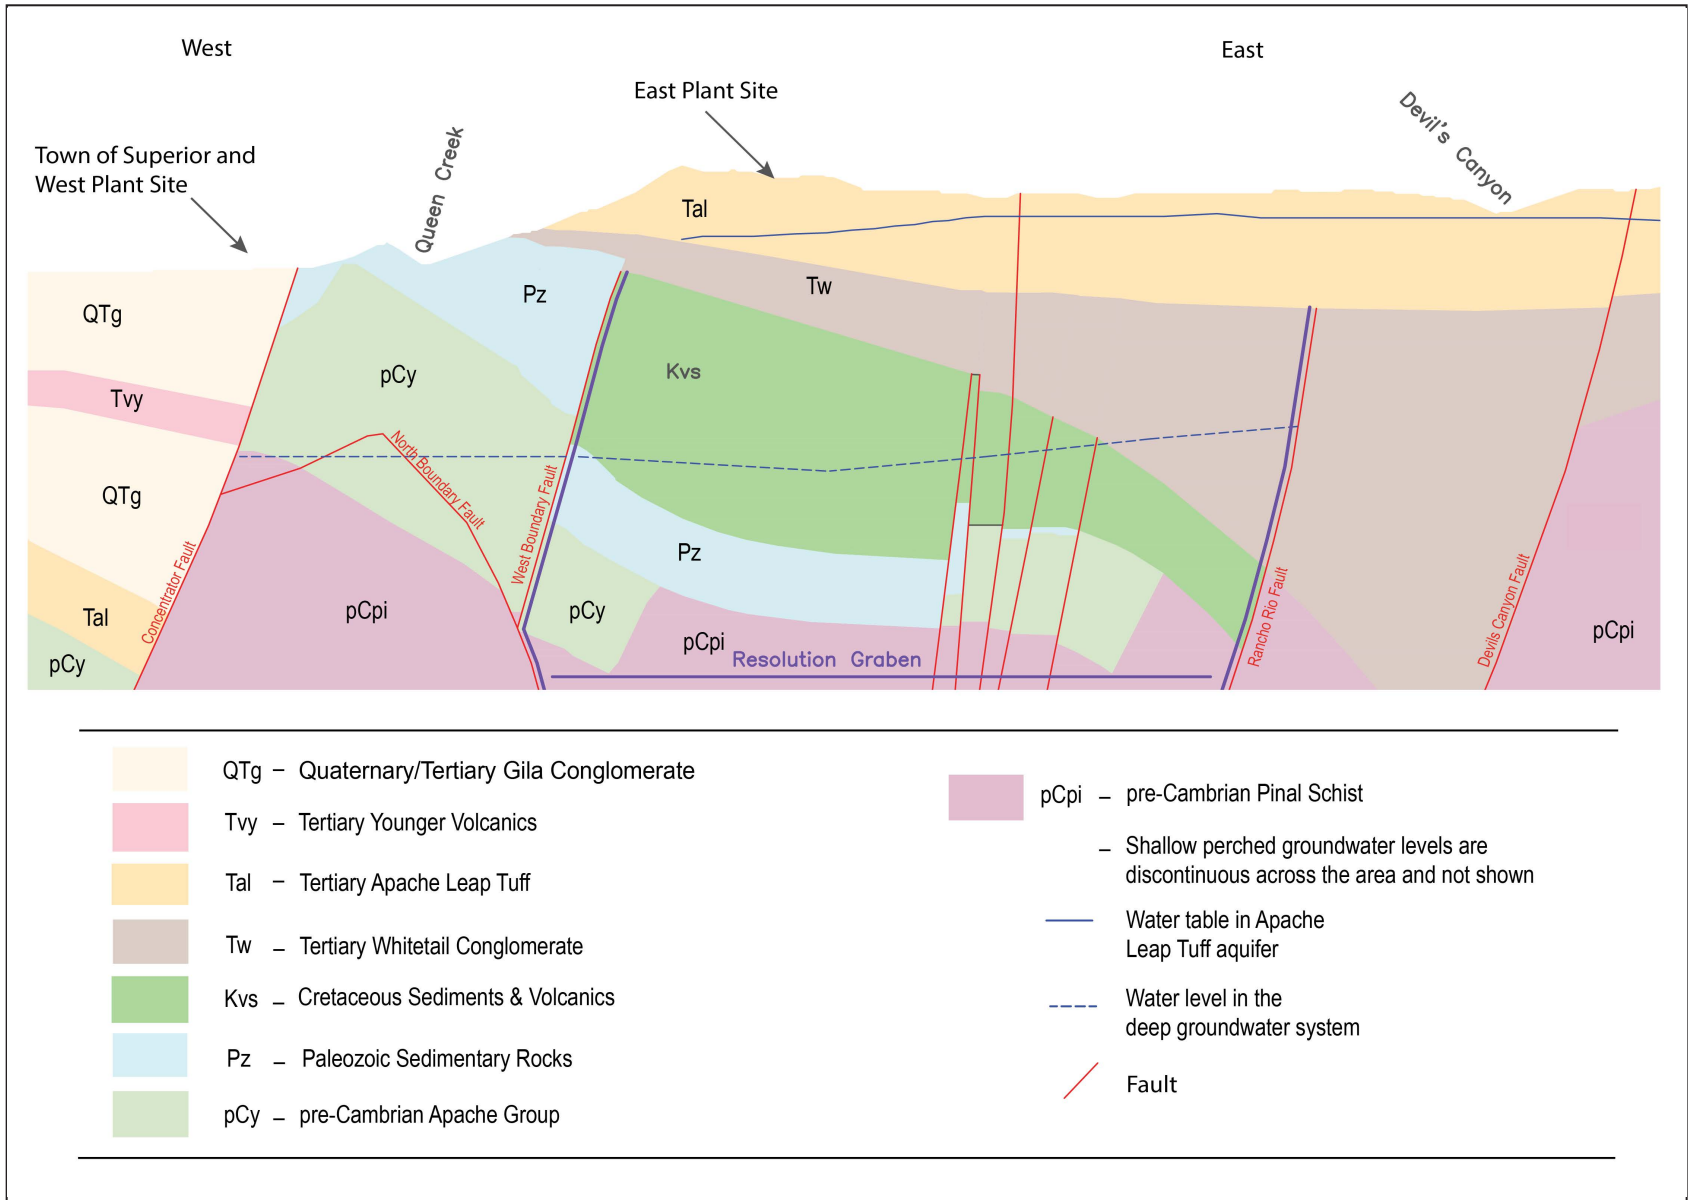 West
East
East Plant Site
Devil's Canyon
Queen Creek
Town of Superior and
West Plant Site
Tal
Tw
Pz
QTg
Kvs
pCy
Tvy
North Boundary Fault
QTg
West Boundary Fault
Pz
Concentrator Fault
Tal
pCpi
pCy
pCpi
Rancho Rio Fault
Devils Canyon Fault
pCpi
pCy
Resolution Graben
QTg – Quaternary/Tertiary Gila Conglomerate
Tvy – Tertiary Younger Volcanics
Tal – Tertiary Apache Leap Tuff
Tw – Tertiary Whitetail Conglomerate
Kvs – Cretaceous Sediments & Volcanics
Pz – Paleozoic Sedimentary Rocks
pCy – pre-Cambrian Apache Group
pCpi – pre-Cambrian Pinal Schist
– Shallow perched groundwater levels are
discontinuous across the area and not shown
Water table in Apache
Leap Tuff aquifer
Water level in the
deep groundwater system
Fault